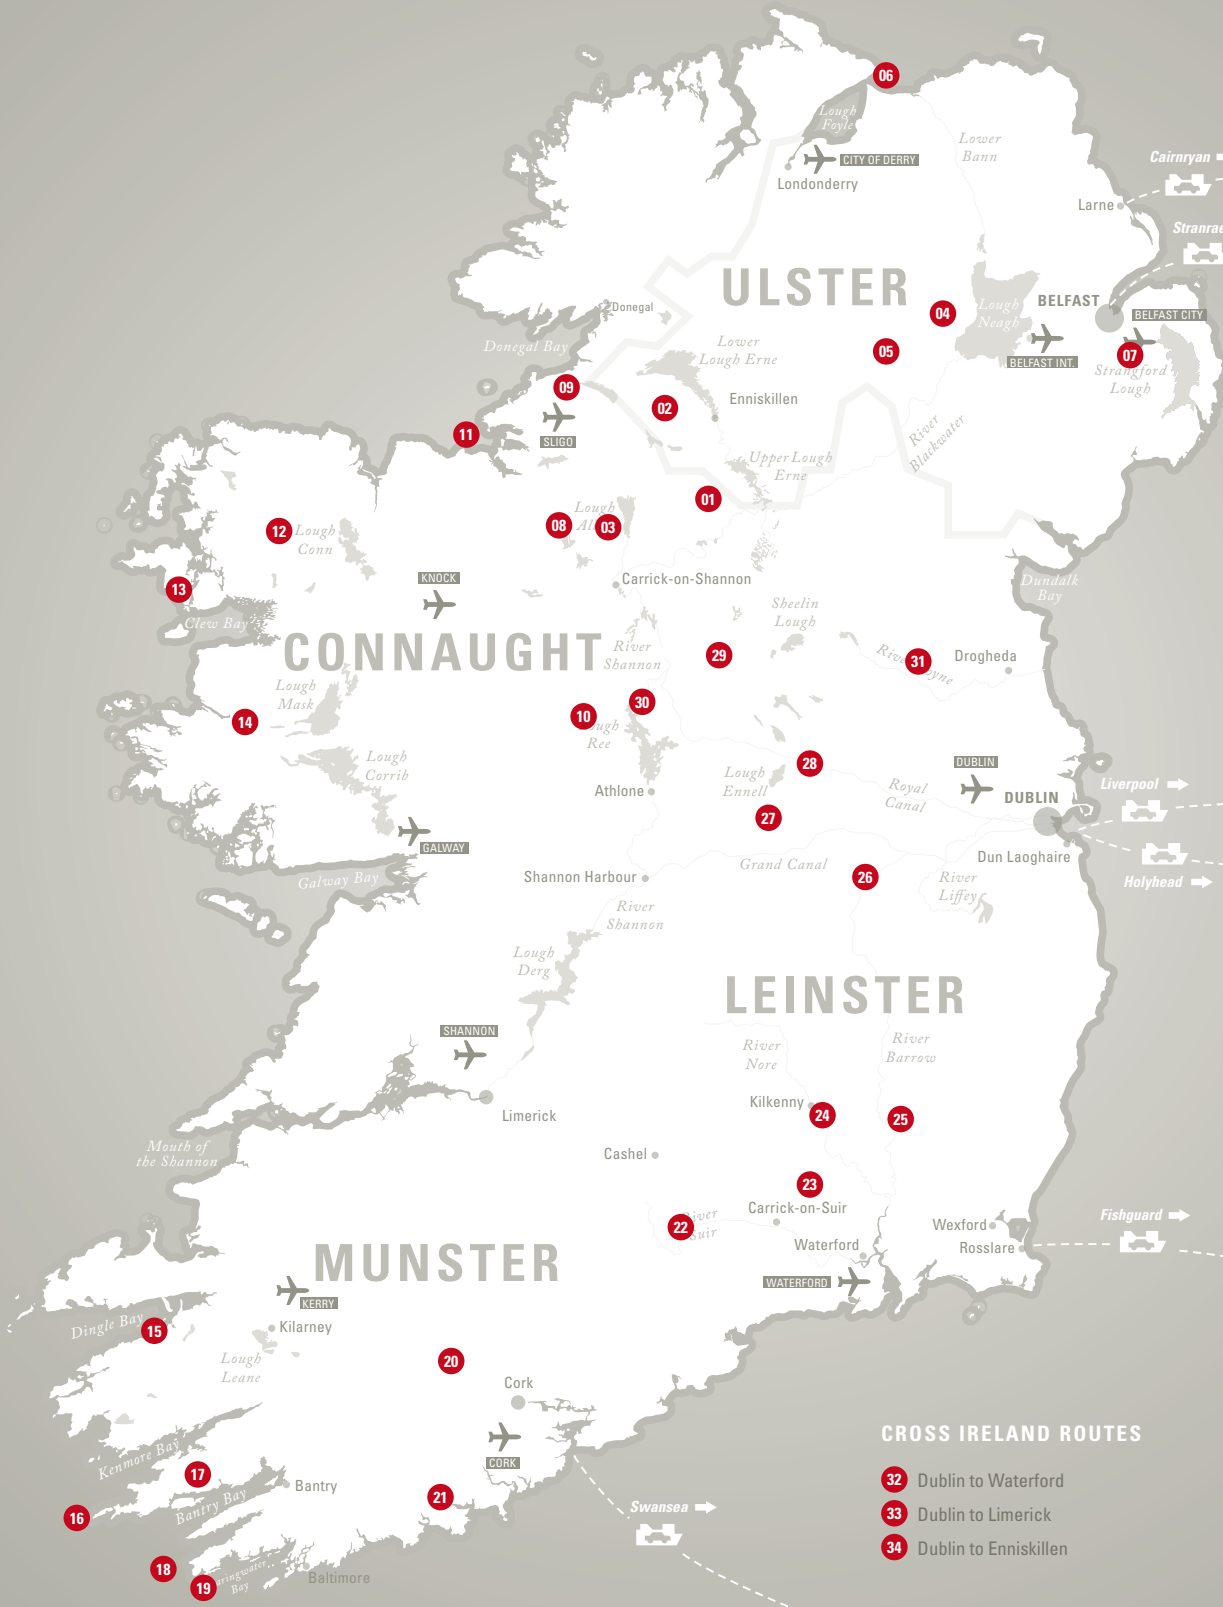 06
Lough
Foyle
Lower
Bann
CITY OF DERRY
Londonderry
Cairnryan
Larne
ULSTER
BELFAST
BELFAST CITY
Donegal
04
Lough
Neagh
Donegal Bay
Lower
Lough Erne
05
BELFAST INT.
07
Strangford
Lough
09
02
Enniskillen
SLIGO
11
River
Blackwater
Upper Lough
Erne
01
12
Lough
Conn
08
Lough
03
KNOCK
Carrick-on-Shannon
13
Clew Bay
Sheelin
Lough
Dundalk
Bay
CONNAUGHT
River
Shannon
29
31
Drogheda
Lough
Mask
14
10
30
Ree
Lough
Corrib
Lough
Ennell
28
Royal
Canal
DUBLIN
DUBLIN
Liverpool
Athlone
27
GALWAY
Dun Laoghaire
Galway Bay
Shannon Harbour
Grand Canal
26
River
Liffey
Holyhead
River
Shannon
Lough
Derg
LEINSTER
SHANNON
River
Nore
River
Barrow
Limerick
Kilkenny
24
25
Mouth of
the Shannon
Cashel
23
Carrick-on-Suir
22
Waterford
WATERFORD
Wexford
Rosslare
Fishguard
MUNSTER
KERRY
Dingle Bay
15
Kilarney
Lough
Leane
20
Cork
CORK
Kenmore Bay
17
Bantry
Bantry Bay
16
21
Swansea
18
19
Bay
Baltimore
CROSS IRELAND ROUTES
32 Dublin to Waterford
33 Dublin to Limerick
34 Dublin to Enniskillen